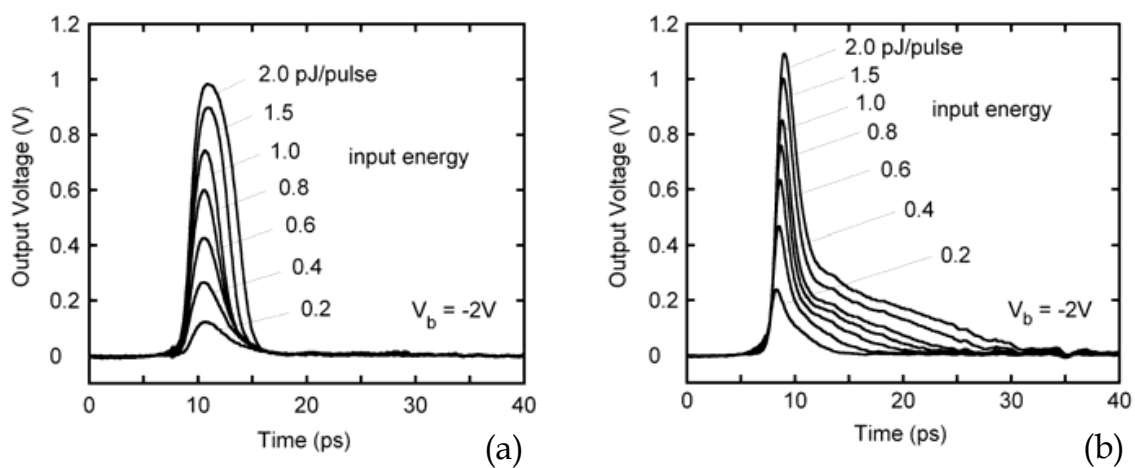 1.2
1
0.8
0.6
0.4
0.2
0
Output Voltage (V)
2.0 pJ/pulse
1.5
1.0
0.8
0.6
0.4
0.2
input energy
V_b = -2V
0 10 20 30 40
Time (ps)
(a)
1.2
1
0.8
0.6
0.4
0.2
0
Output Voltage (V)
2.0 pJ/pulse
1.5
1.0
0.8
0.6
0.4
0.2
input energy
V_b = -2V
0 10 20 30 40
Time (ps)
(b)